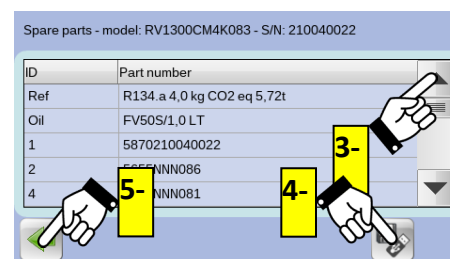 Spare parts - model: RV1300CM4K083 - S/N: 210040022
ID Part number
Ref R134.a 4,0 kg CO2 eq 5,72t
Oil FV50S/1,0 LT
1 5870210040022
3-
2 5655NNN086
5-
4-
4 NNN081